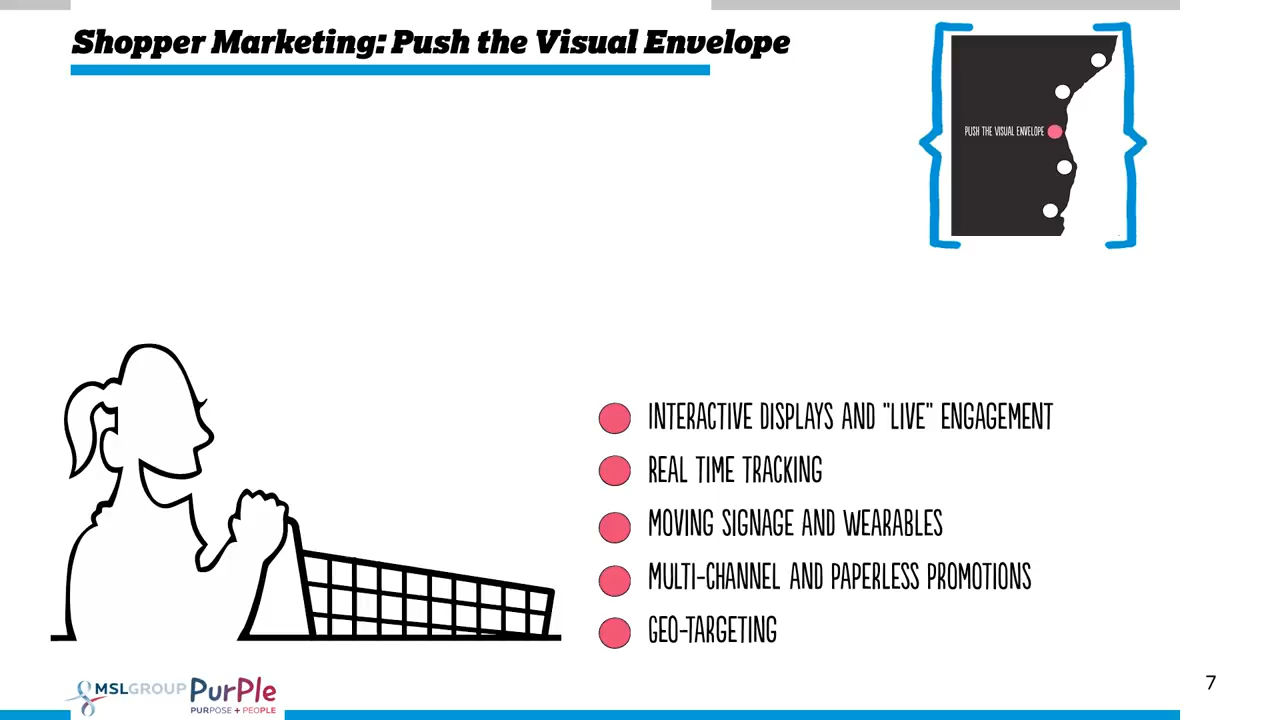 Shopper Marketing: Push the Visual Envelope
PUSH THE VISUAL ENVELOPE
INTERACTIVE DISPLAYS AND "LIVE" ENGAGEMENT
REAL TIME TRACKING
MOVING SIGNAGE AND WEARABLES
MULTI-CHANNEL AND PAPERLESS PROMOTIONS
GEO-TARGETING
MSLGROUP PurPle
PURPOSE + PEOPLE
7